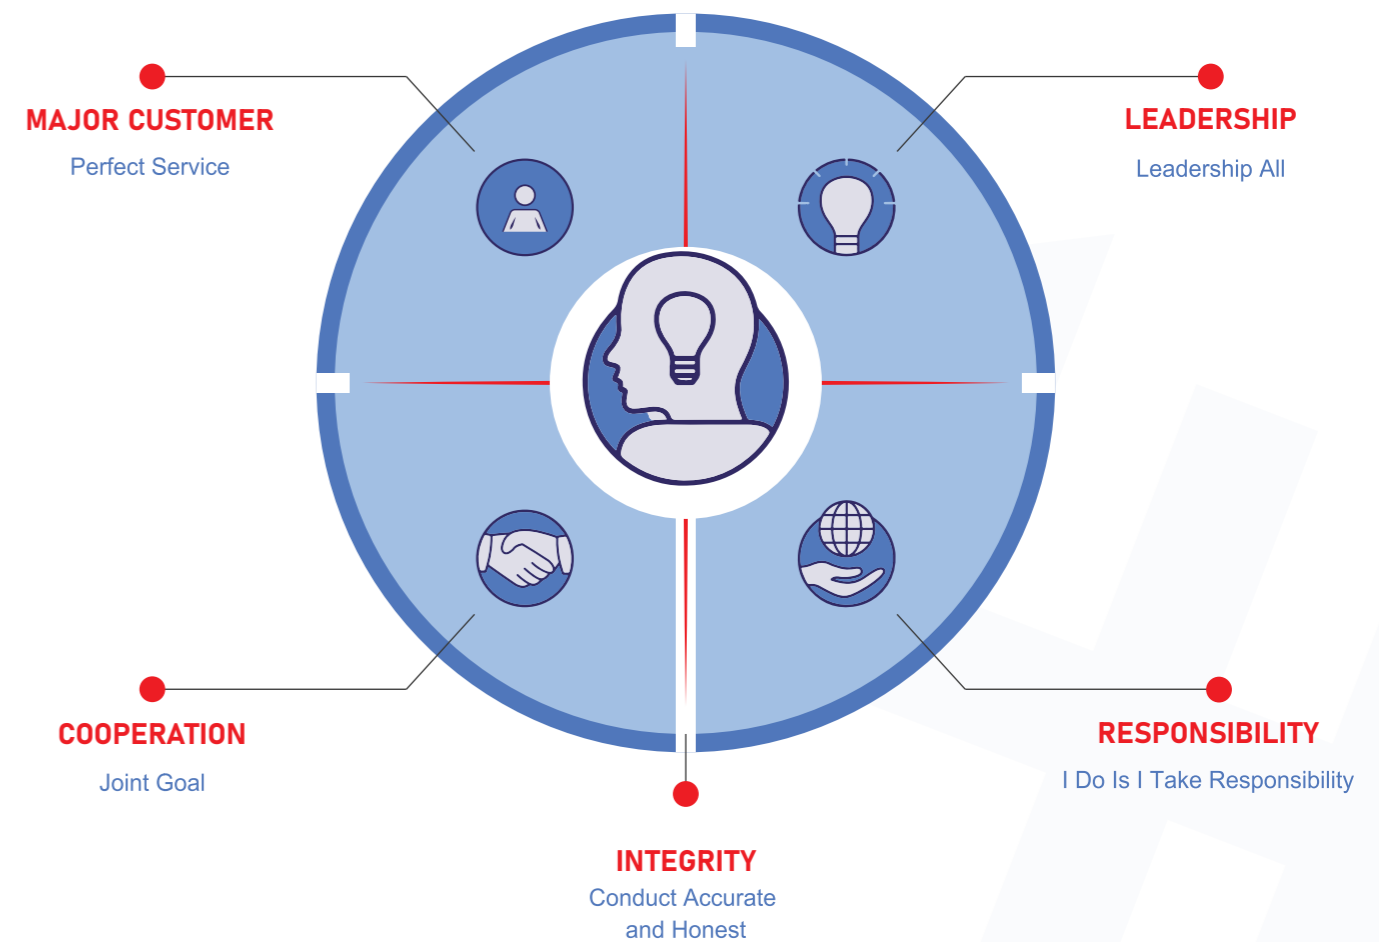 MAJOR CUSTOMER
Perfect Service
LEADERSHIP
Leadership All
COOPERATION
Joint Goal
RESPONSIBILITY
I Do Is I Take Responsibility
INTEGRITY
Conduct Accurate
and Honest